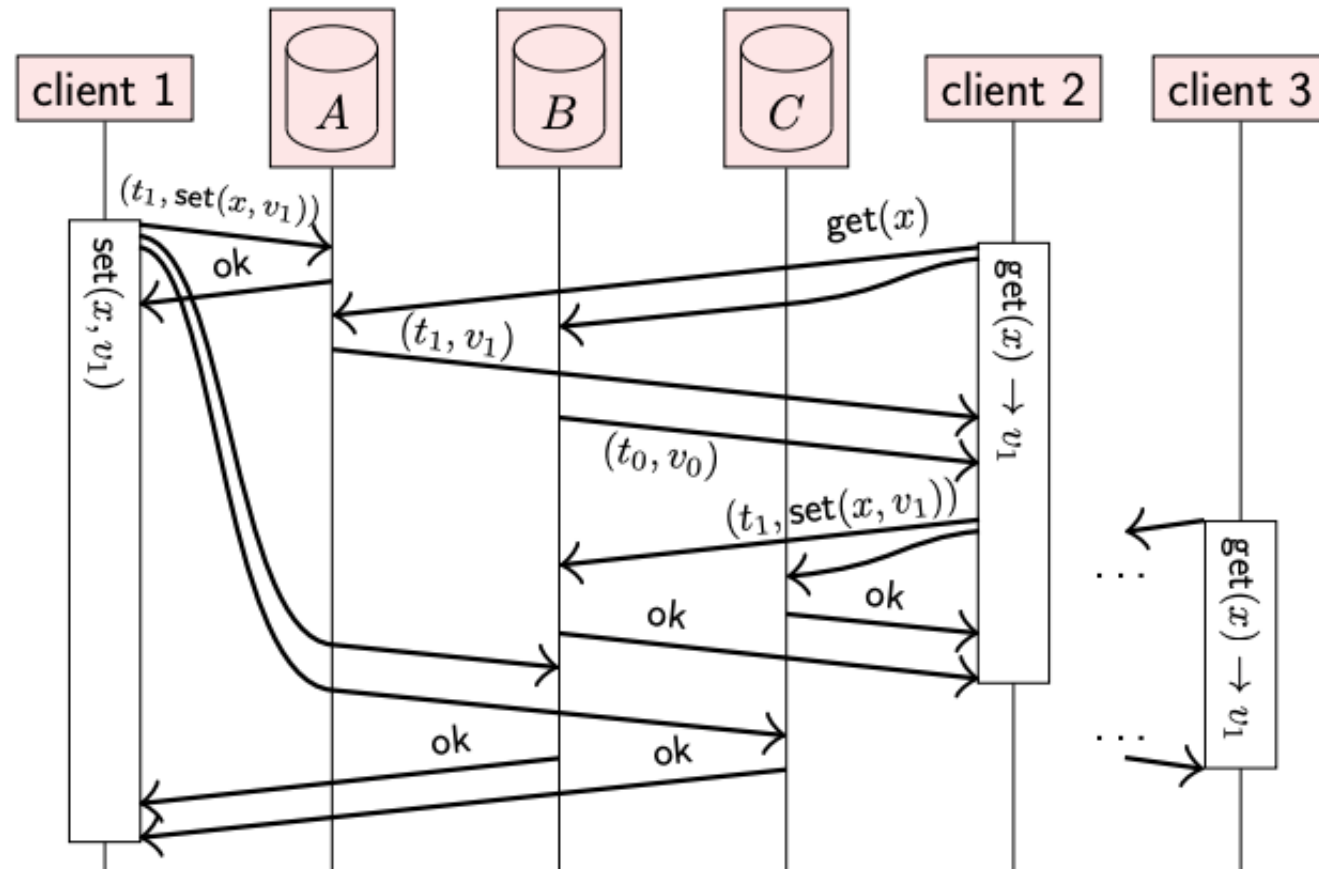 client 1
A
B
C
client 2
client 3
(t₁, set(x, v₁))
ok
get(x)
set(x, v₁)
get(x) → v₁
(t₁, v₁)
(t₀, v₀)
(t₁, set(x, v₁))
get(x) → v₁
. . .
ok
ok
. . .
ok
ok